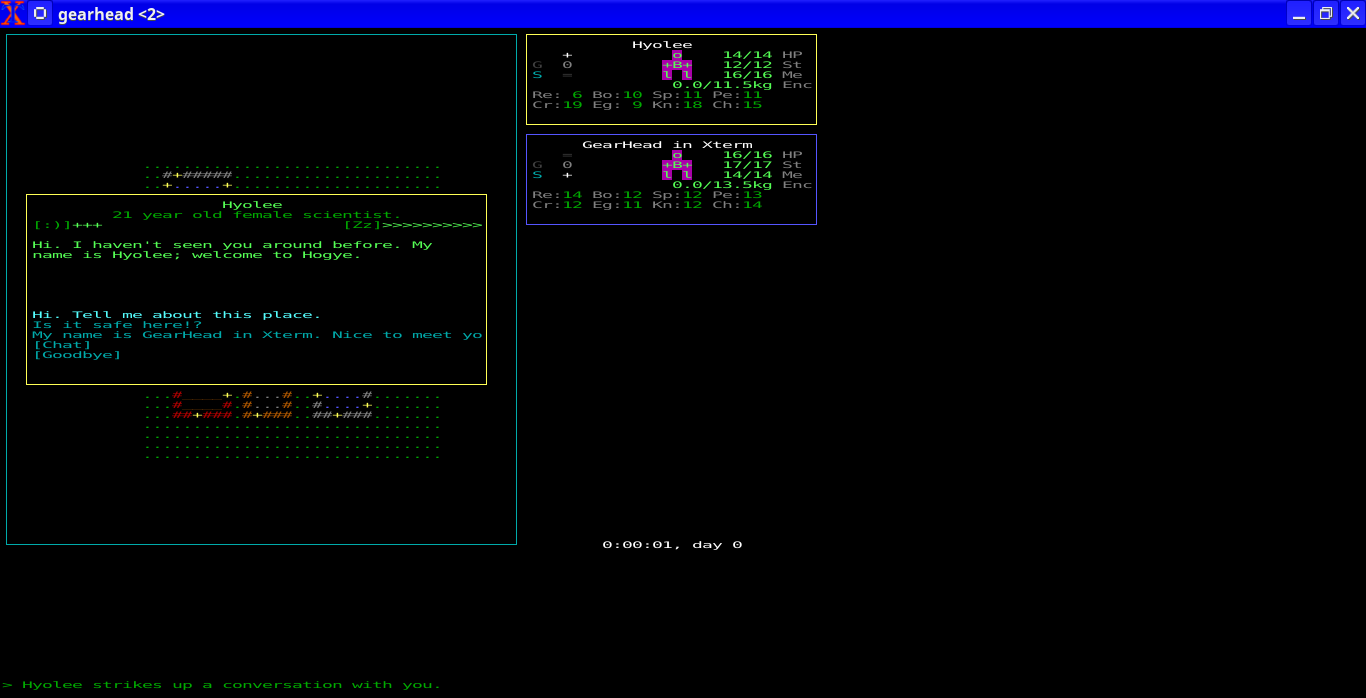 gearhead <2>
Hyolee
+ o 14/14 HP
G 0 +B+ 12/12 St
S = l l 16/16 Me
0.0/11.5kg Enc
Re: 6 Bo:10 Sp:11 Pe:11
Cr:19 Eg: 9 Kn:18 Ch:15
GearHead in Xterm
= o 16/16 HP
G 0 +B+ 17/17 St
S + l l 14/14 Me
0.0/13.5kg Enc
Re:14 Bo:12 Sp:12 Pe:13
Cr:12 Eg:11 Kn:12 Ch:14
..............................
..#+#####.....................
..+.....+.....................
Hyolee
21 year old female scientist.
[:)]+++ [Zz]>>>>>>>>>>
Hi. I haven't seen you around before. My
name is Hyolee; welcome to Hogye.
Hi. Tell me about this place.
Is it safe here!?
My name is GearHead in Xterm. Nice to meet yo
[Chat]
[Goodbye]
...#____+.#...#..+....#.......
...#____#.#...#..#....+.......
...##+###.#+###..##+###.......
..............................
..............................
..............................
..............................
0:00:01, day 0
> Hyolee strikes up a conversation with you.